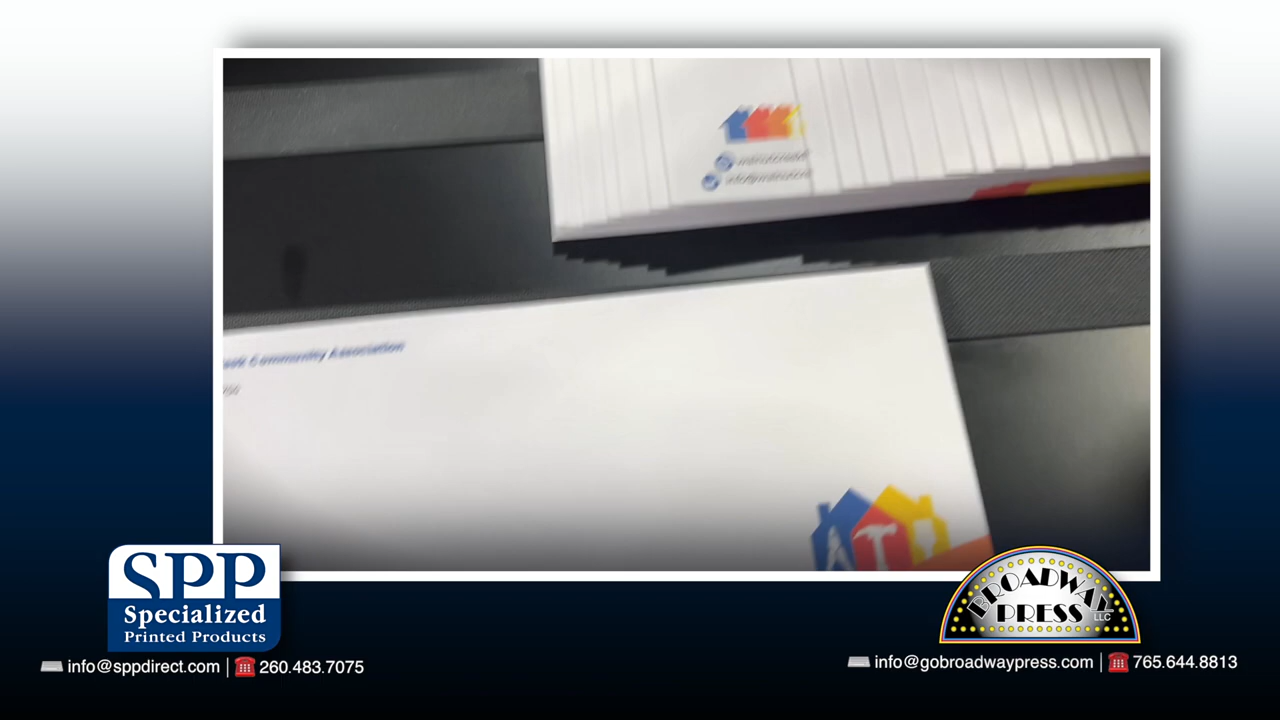 Community Association
SPP
Specialized
Printed Products
info@sppdirect.com | 260.483.7075
BROADWAY
PRESS
LLC
info@gobroadwaypress.com | 765.644.8813